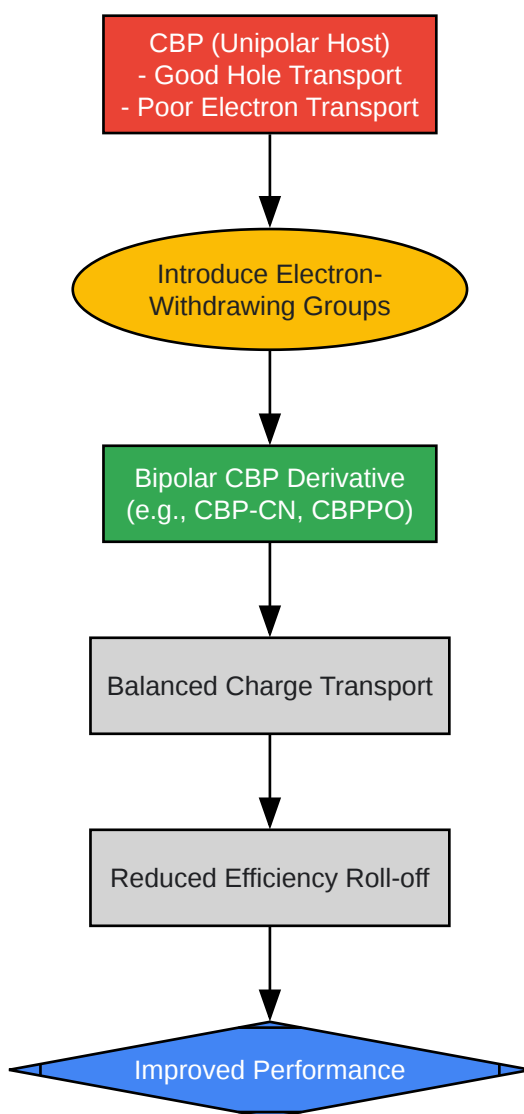 CBP (Unipolar Host)
- Good Hole Transport
- Poor Electron Transport
Introduce Electron-
Withdrawing Groups
Bipolar CBP Derivative
(e.g., CBP-CN, CBPPO)
Balanced Charge Transport
Reduced Efficiency Roll-off
Improved Performance